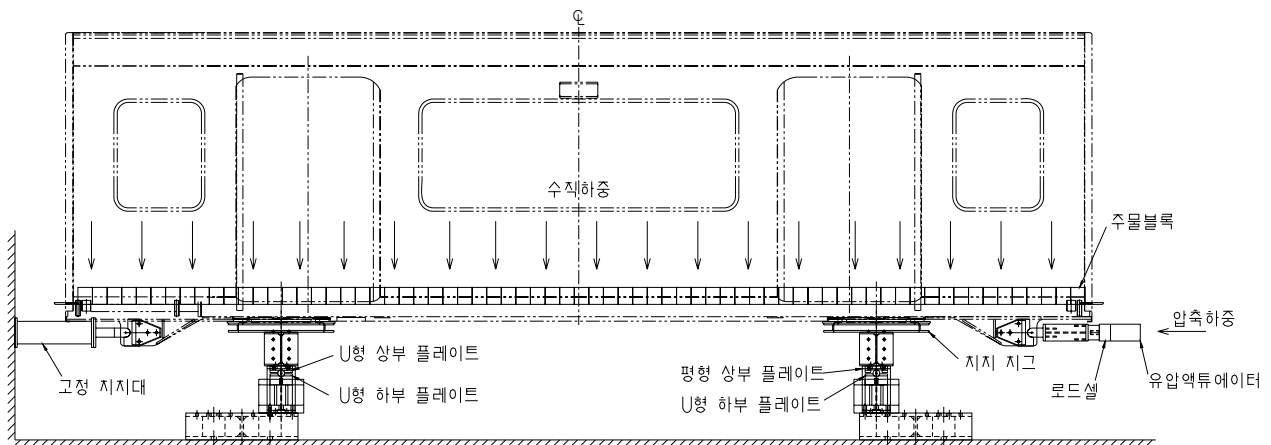 ℄
수직하중
주물블록
압축하중
U형 상부 플레이트
지지 지그
평형 상부 플레이트
고정 지지대
U형 하부 플레이트
U형 하부 플레이트
로드셀
유압액튜에이터